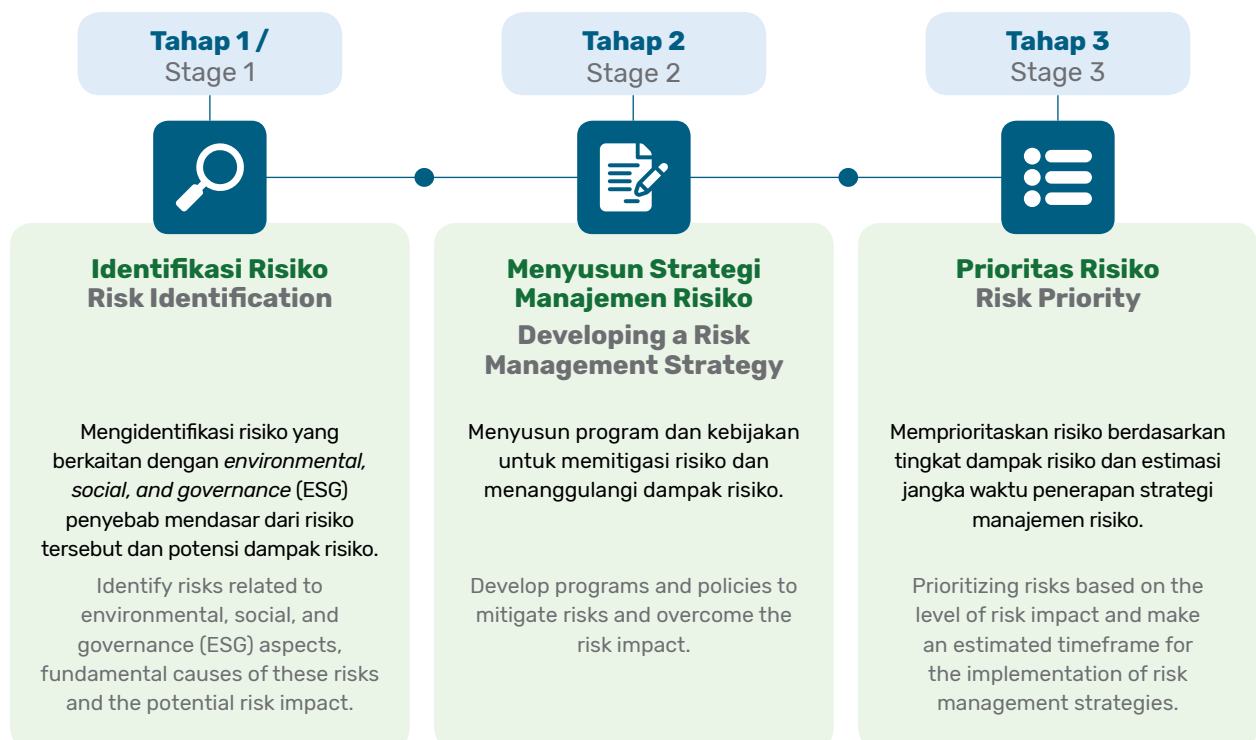 Tahap 1 /
Stage 1
Identifikasi Risiko
Risk Identification
Mengidentifikasi risiko yang
berkaitan dengan environmental,
social, and governance (ESG)
penyebab mendasar dari risiko
tersebut dan potensi dampak risiko.
Identify risks related to
environmental, social, and
governance (ESG) aspects,
fundamental causes of these risks
and the potential risk impact.
Tahap 2
Stage 2
Menyusun Strategi
Manajemen Risiko
Developing a Risk
Management Strategy
Menyusun program dan kebijakan
untuk memitigasi risiko dan
menanggulangi dampak risiko.
Develop programs and policies to
mitigate risks and overcome the
risk impact.
Tahap 3
Stage 3
Prioritas Risiko
Risk Priority
Memprioritaskan risiko berdasarkan
tingkat dampak risiko dan estimasi
jangka waktu penerapan strategi
manajemen risiko.
Prioritizing risks based on the
level of risk impact and make
an estimated timeframe for
the implementation of risk
management strategies.